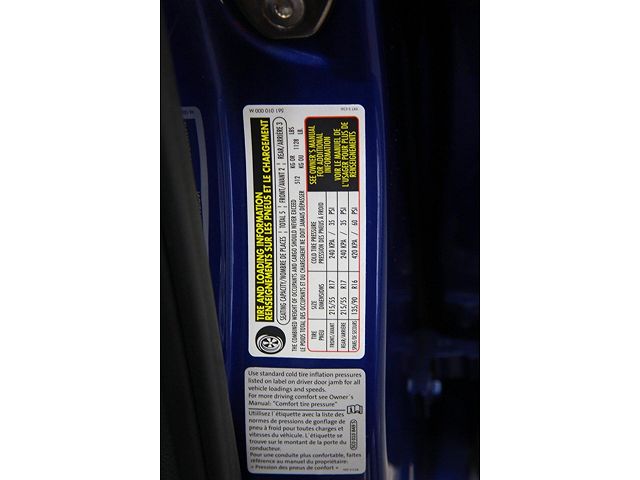 W 000 010 195
TIRE AND LOADING INFORMATION
RENSEIGNEMENTS SUR LES PNEUS ET LE CHARGEMENT
SEATING CAPACITY/NOMBRE DE PLACES | TOTAL 5 | FRONT/AVANT 2 | REAR/ARRIÈRE 3
THE COMBINED WEIGHT OF OCCUPANTS AND CARGO SHOULD NEVER EXCEED 512 KG OR 1128 LBS
LE POIDS TOTAL DES OCCUPANTS ET DU CHARGEMENT NE DOIT JAMAIS DÉPASSER 512 KG OU 1128 LB.
TIRE SIZE COLD TIRE PRESSURE
PNEU DIMENSIONS PRESSION DES PNEUS À FROID
FRONT/AVANT 215/55 R17 240 KPA / 35 PSI
REAR/ARRIÈRE 215/55 R17 240 KPA / 35 PSI
SPARE/DE SECOURS 135/90 R16 420 KPA / 60 PSI
SEE OWNER'S MANUAL
FOR ADDITIONAL
INFORMATION
VOIR LE MANUEL DE
L'USAGER POUR PLUS DE
RENSEIGNEMENTS
Use standard cold tire inflation pressures
listed on label on driver door jamb for all
vehicle loadings and speeds.
For more driving comfort see Owner's
Manual: "Comfort tire pressure"
Utilisez l'étiquette avec la liste des
normes de pressions de gonflage de
pneu à froid pour toutes charges et
vitesses du véhicule. L'étiquette se
trouve sur le montant de la porte du
conducteur.
Pour une conduite plus confortable, faites
référence au manuel du propriétaire:
« Pression des pneus de confort »